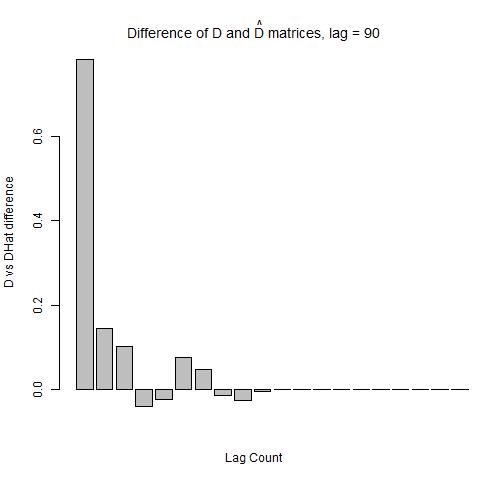 Difference of D and D̂ matrices, lag = 90
D vs DHat difference
0.6
0.4
0.2
0.0
Lag Count